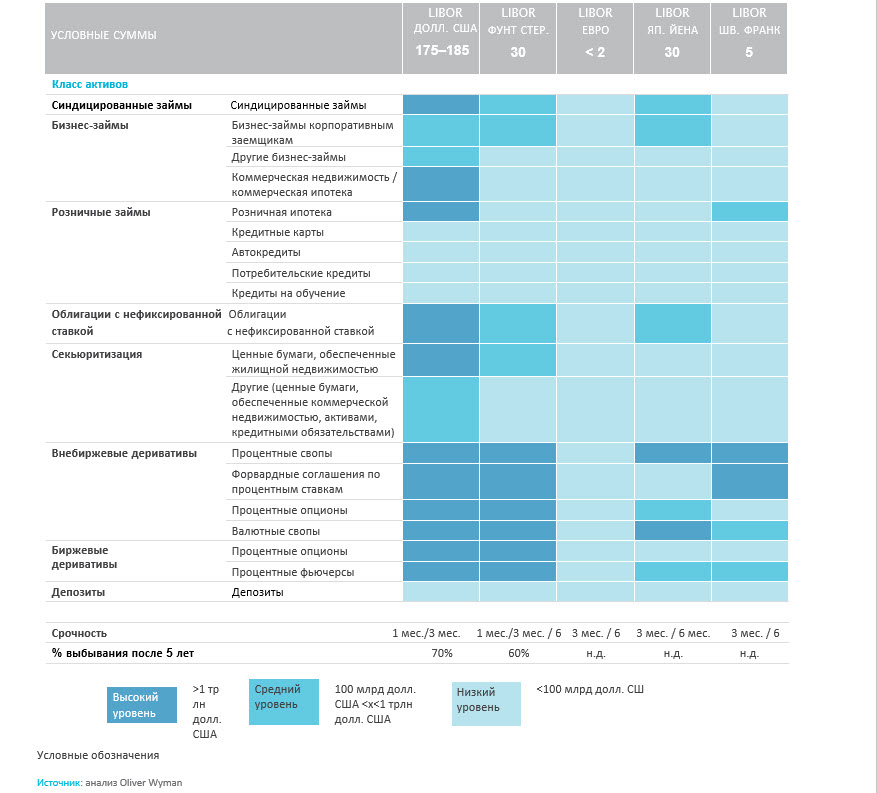 УСЛОВНЫЕ СУММЫ
LIBOR ДОЛЛ. США 175–185
LIBOR ФУНТ СТЕР. 30
LIBOR ЕВРО < 2
LIBOR ЯП. ЙЕНА 30
LIBOR ШВ. ФРАНК 5
Класс активов
Синдицированные займы Синдицированные займы
Бизнес-займы Бизнес-займы корпоративным
заемщикам
Другие бизнес-займы
Коммерческая недвижимость /
коммерческая ипотека
Розничные займы Розничная ипотека
Кредитные карты
Автокредиты
Потребительские кредиты
Кредиты на обучение
Облигации с нефиксированной Облигации
ставкой с нефиксированной ставкой
Секьюритизация Ценные бумаги, обеспеченные
жилищной недвижимостью
Другие (ценные бумаги,
обеспеченные коммерческой
недвижимостью, активами,
кредитными обязательствами)
Внебиржевые деривативы Процентные свопы
Форвардные соглашения по
процентным ставкам
Процентные опционы
Валютные свопы
Биржевые Процентные опционы
деривативы
Процентные фьючерсы
Депозиты Депозиты
Срочность 1 мес./3 мес. 1 мес./3 мес. / 6 3 мес. / 6 3 мес. / 6 мес. 3 мес. / 6
% выбывания после 5 лет 70% 60% н.д. н.д. н.д.
Высокий
уровень
>1 тр
лн
долл.
США
Средний
уровень
100 млрд долл.
США <x<1 трлн
долл. США
Низкий
уровень
<100 млрд долл. СШ
Условные обозначения
Источник: анализ Oliver Wyman